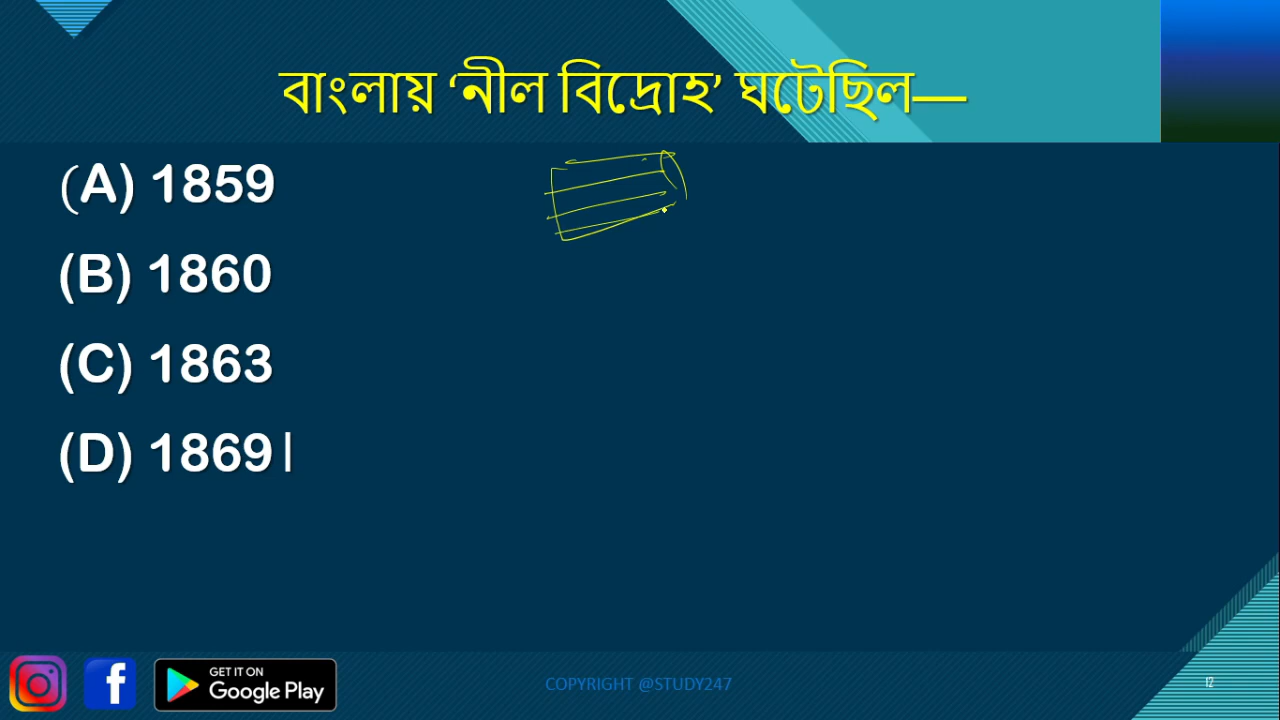 বাংলায় ‘নীল বিদ্রোহ’ ঘটেছিল—
(A) 1859
(B) 1860
(C) 1863
(D) 1869।
GET IT ON
Google Play
COPYRIGHT @STUDY247
12